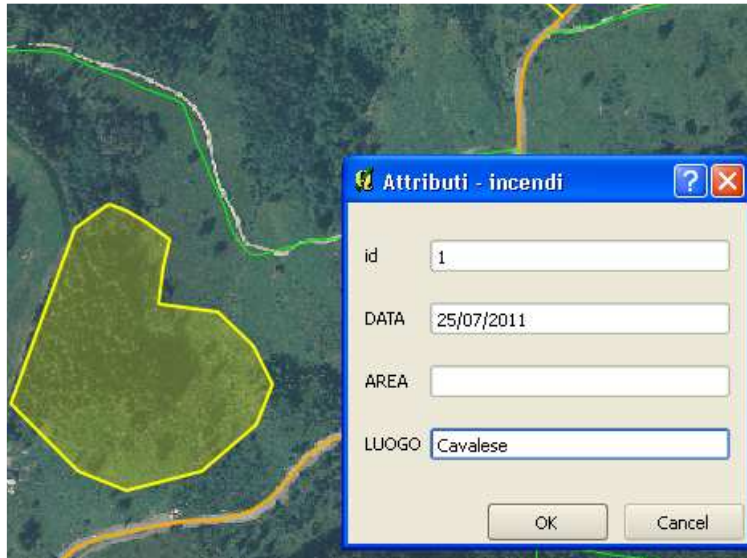 Attributi - incendi
id 1
DATA 25/07/2011
AREA
LUOGO Cavalese
OK Cancel